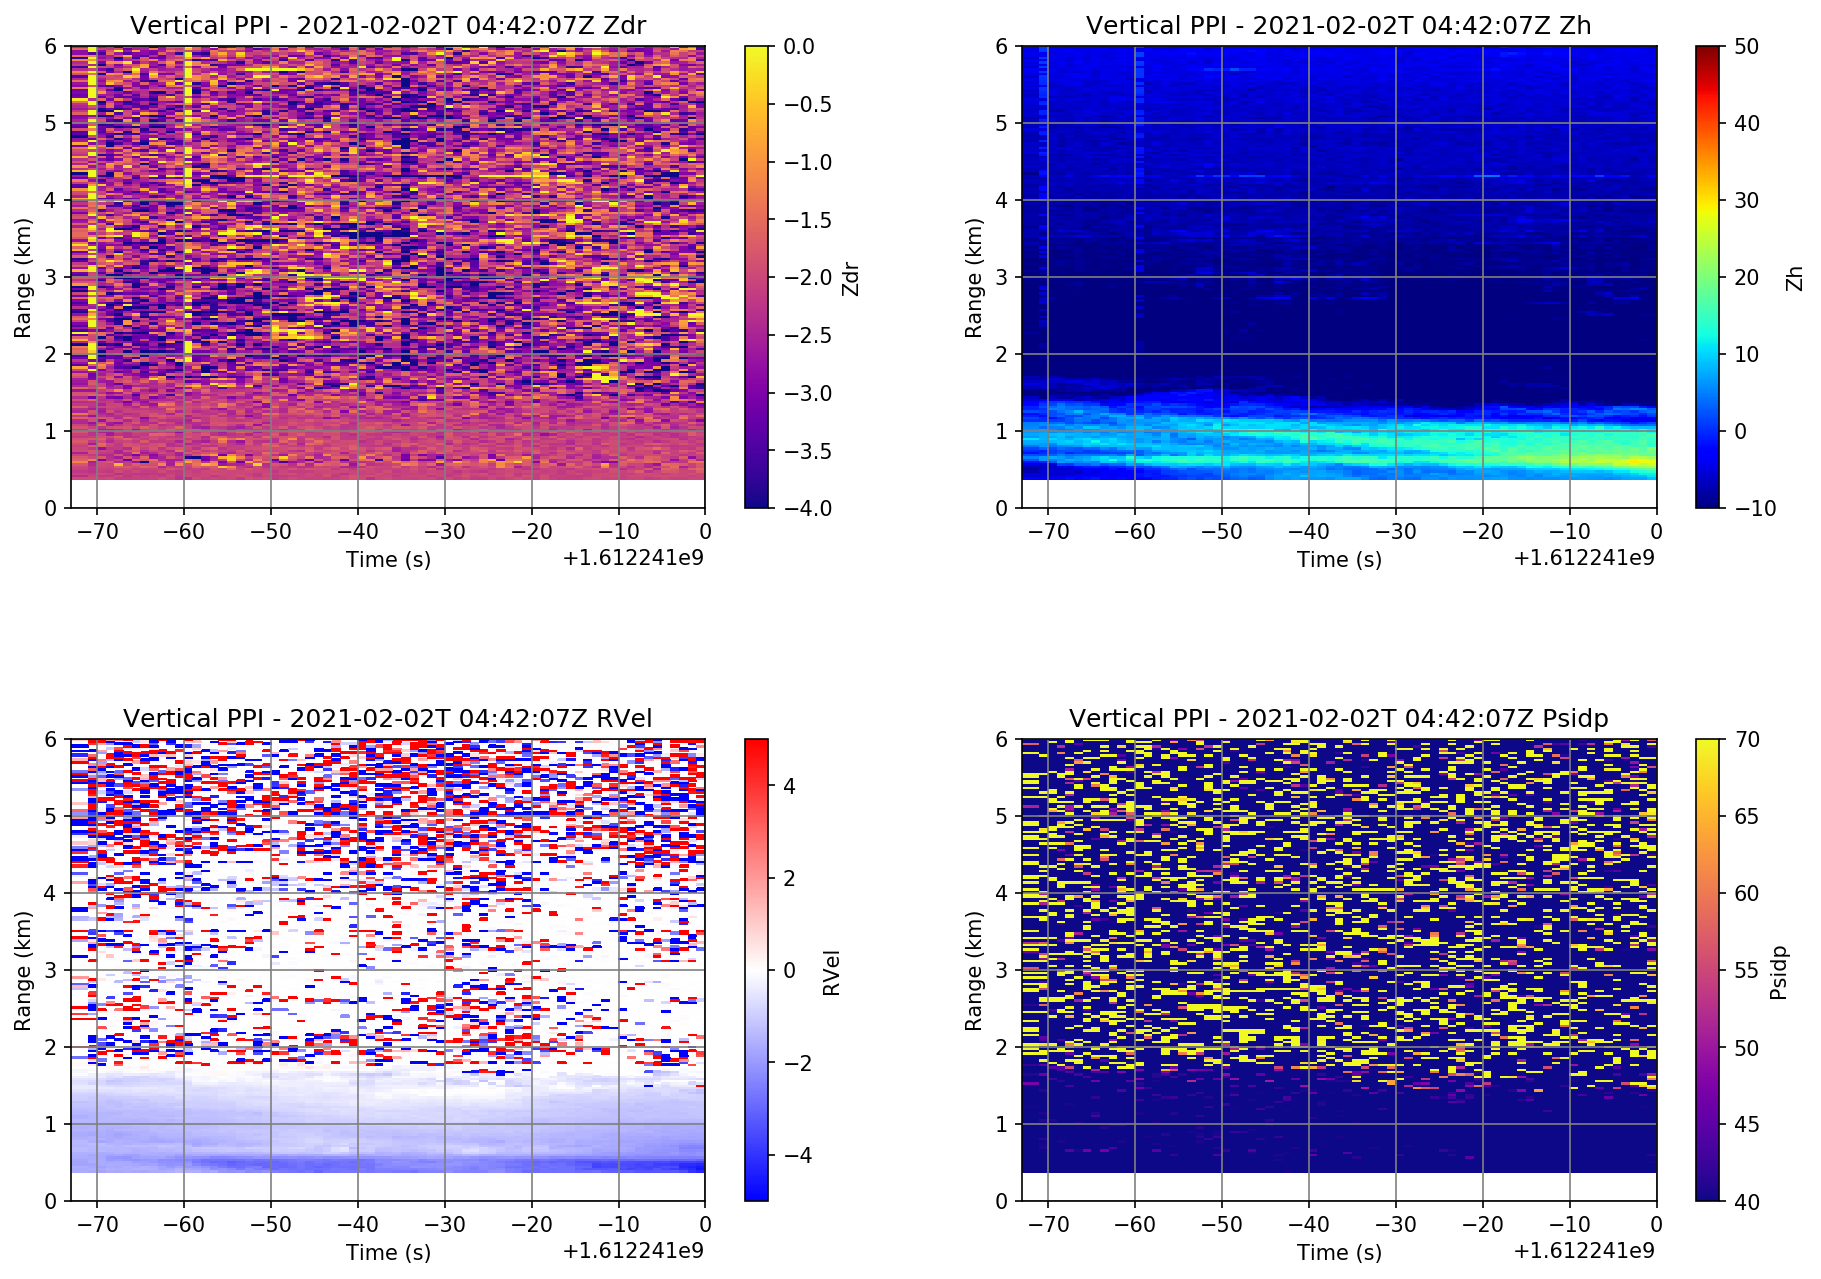 Vertical PPI - 2021-02-02T 04:42:07Z Zdr
6
5
4
3
2
1
0
Range (km)
−70 −60 −50 −40 −30 −20 −10 0
Time (s)
+1.612241e9
0.0
−0.5
−1.0
−1.5
−2.0
−2.5
−3.0
−3.5
−4.0
Zdr
Vertical PPI - 2021-02-02T 04:42:07Z Zh
6
5
4
3
2
1
0
Range (km)
−70 −60 −50 −40 −30 −20 −10 0
Time (s)
+1.612241e9
50
40
30
20
10
0
−10
Zh
Vertical PPI - 2021-02-02T 04:42:07Z RVel
6
5
4
3
2
1
0
Range (km)
−70 −60 −50 −40 −30 −20 −10 0
Time (s)
+1.612241e9
4
2
0
−2
−4
RVel
Vertical PPI - 2021-02-02T 04:42:07Z Psidp
6
5
4
3
2
1
0
Range (km)
−70 −60 −50 −40 −30 −20 −10 0
Time (s)
+1.612241e9
70
65
60
55
50
45
40
Psidp